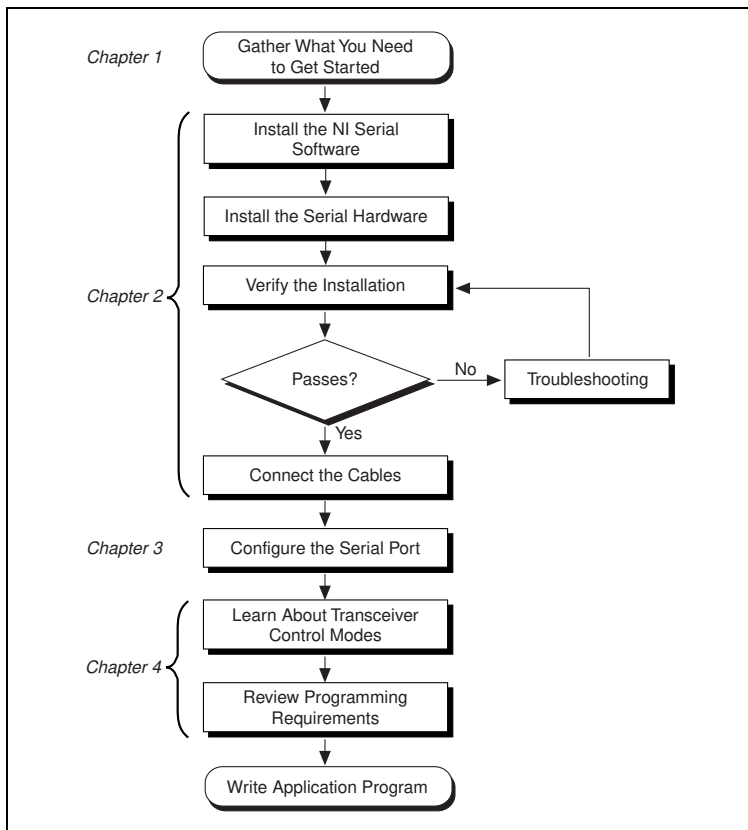 Chapter 1
Gather What You Need
to Get Started
Install the NI Serial
Software
Install the Serial Hardware
Chapter 2
Verify the Installation
Passes?
No
Troubleshooting
Yes
Connect the Cables
Chapter 3
Configure the Serial Port
Learn About Transceiver
Control Modes
Chapter 4
Review Programming
Requirements
Write Application Program